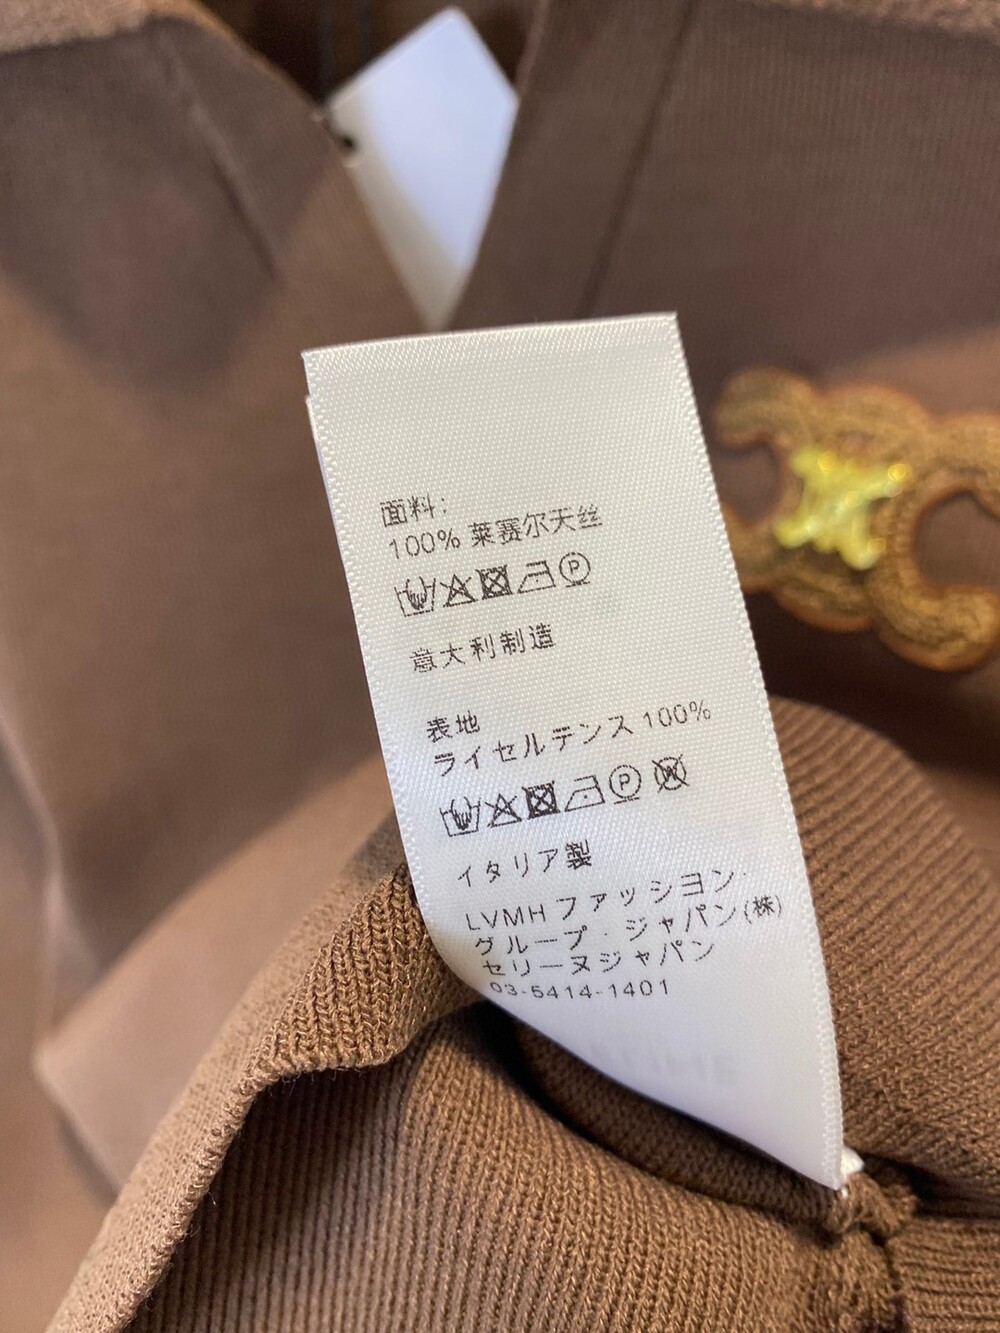 面料:
100% 莱赛尔天丝
P
意大利制造
表地
ライセルテンス 100%
P W
イタリア製
LVMH ファッション·
グループ·ジャパン(株)
セリーヌジャパン
03-5414-1401